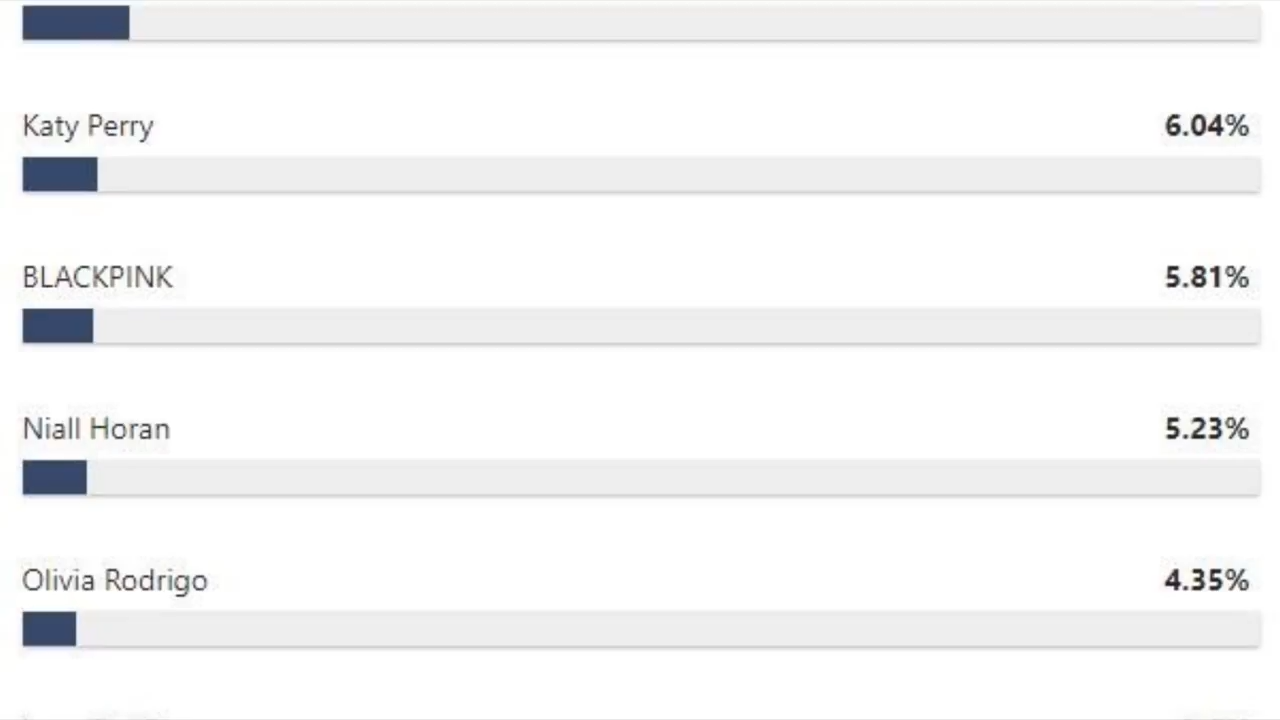 Katy Perry 6.04%
BLACKPINK 5.81%
Niall Horan 5.23%
Olivia Rodrigo 4.35%